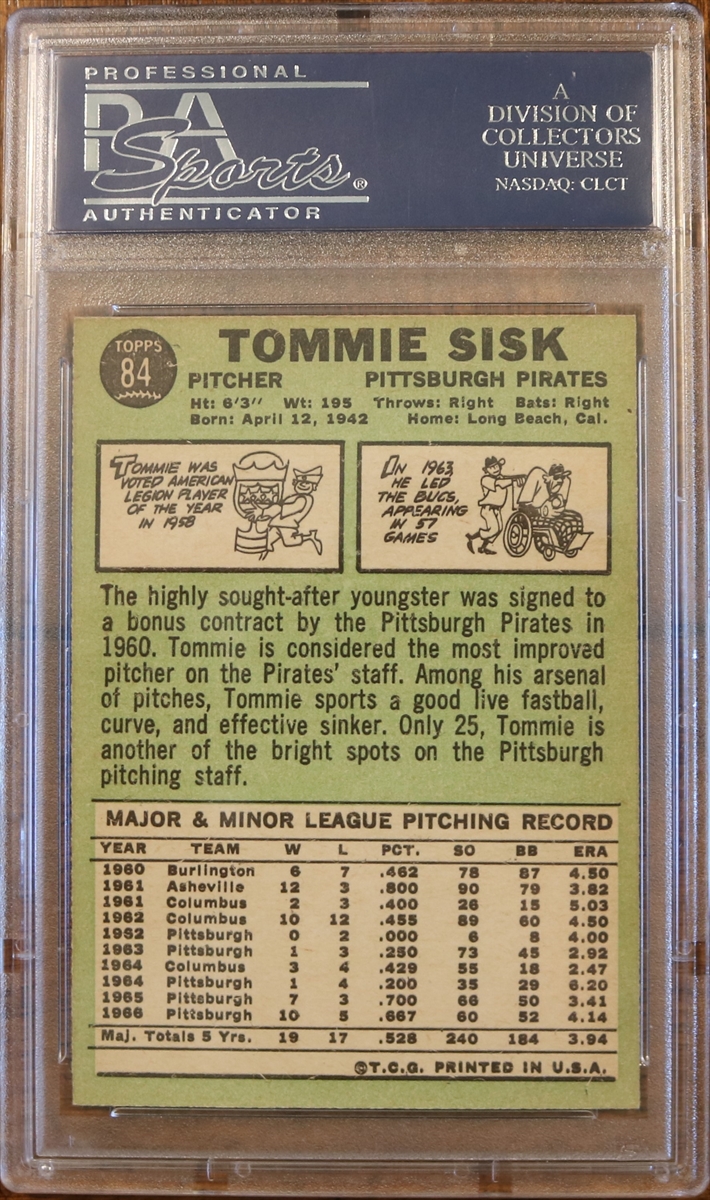 PROFESSIONAL
PSA
Sports®
AUTHENTICATOR
A
DIVISION OF
COLLECTORS
UNIVERSE
NASDAQ: CLCT
TOPPS
84
TOMMIE SISK
PITCHER PITTSBURGH PIRATES
Ht: 6'3" Wt: 195 Throws: Right Bats: Right
Born: April 12, 1942 Home: Long Beach, Cal.
TOMMIE WAS
VOTED AMERICAN
LEGION PLAYER
OF THE YEAR
IN 1958
IN 1963
HE LED
THE BUCS,
APPEARING
IN 57
GAMES
The highly sought-after youngster was signed to
a bonus contract by the Pittsburgh Pirates in
1960. Tommie is considered the most improved
pitcher on the Pirates' staff. Among his arsenal
of pitches, Tommie sports a good live fastball,
curve, and effective sinker. Only 25, Tommie is
another of the bright spots on the Pittsburgh
pitching staff.
MAJOR & MINOR LEAGUE PITCHING RECORD
YEAR TEAM W L PCT. SO BB ERA
1960 Burlington 6 7 .462 78 87 4.50
1961 Asheville 12 3 .800 90 79 3.82
1961 Columbus 2 3 .400 26 15 5.03
1962 Columbus 10 12 .455 89 60 4.50
1962 Pittsburgh 0 2 .000 6 8 4.00
1963 Pittsburgh 1 3 .250 73 45 2.92
1964 Columbus 3 4 .429 55 18 2.47
1964 Pittsburgh 1 4 .200 35 29 6.20
1965 Pittsburgh 7 3 .700 66 50 3.41
1966 Pittsburgh 10 5 .667 60 52 4.14
Maj. Totals 5 Yrs. 19 17 .528 240 184 3.94
©T.C.G. PRINTED IN U.S.A.